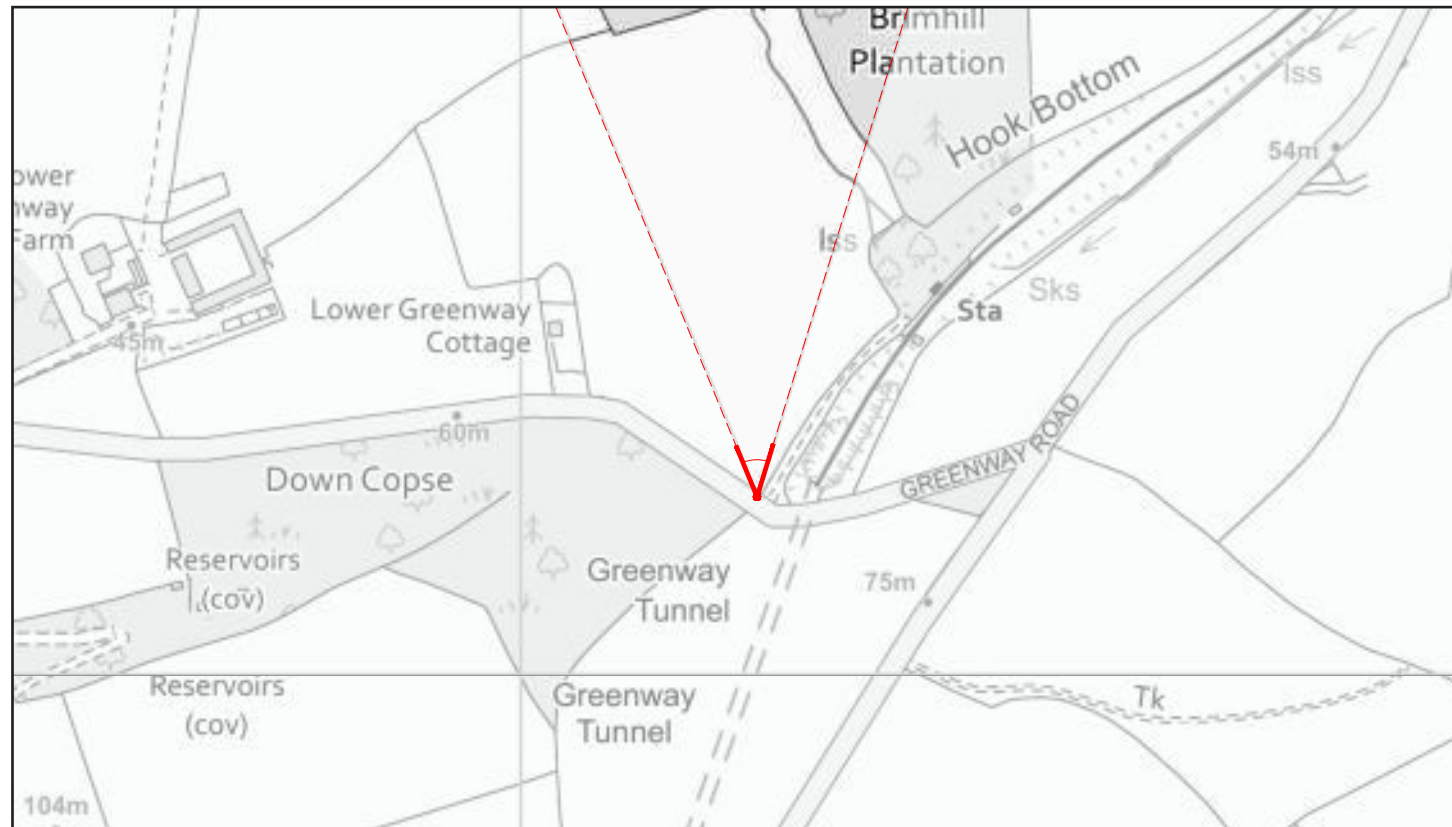 Brimhill
Plantation
Hook Bottom
Iss
54m
ower
nway
Farm
Iss
Sks
Sta
Lower Greenway
Cottage
45m
60m
GREENWAY ROAD
Down Copse
Reservoirs
(cov)
Greenway
Tunnel
75m
Reservoirs
(cov)
Greenway
Tunnel
Tk
104m